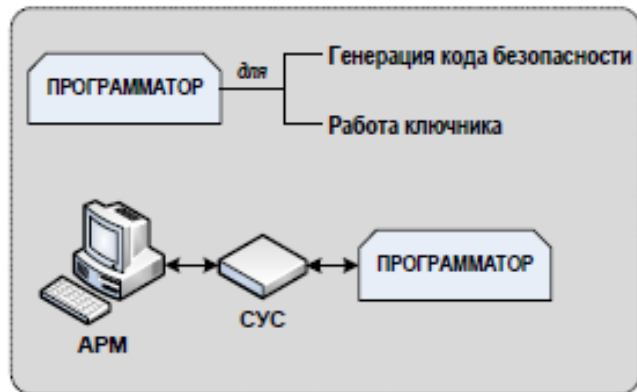 ПРОГРАММАТОР
для
Генерация кода безопасности
Работа ключника
АРМ
СУС
ПРОГРАММАТОР